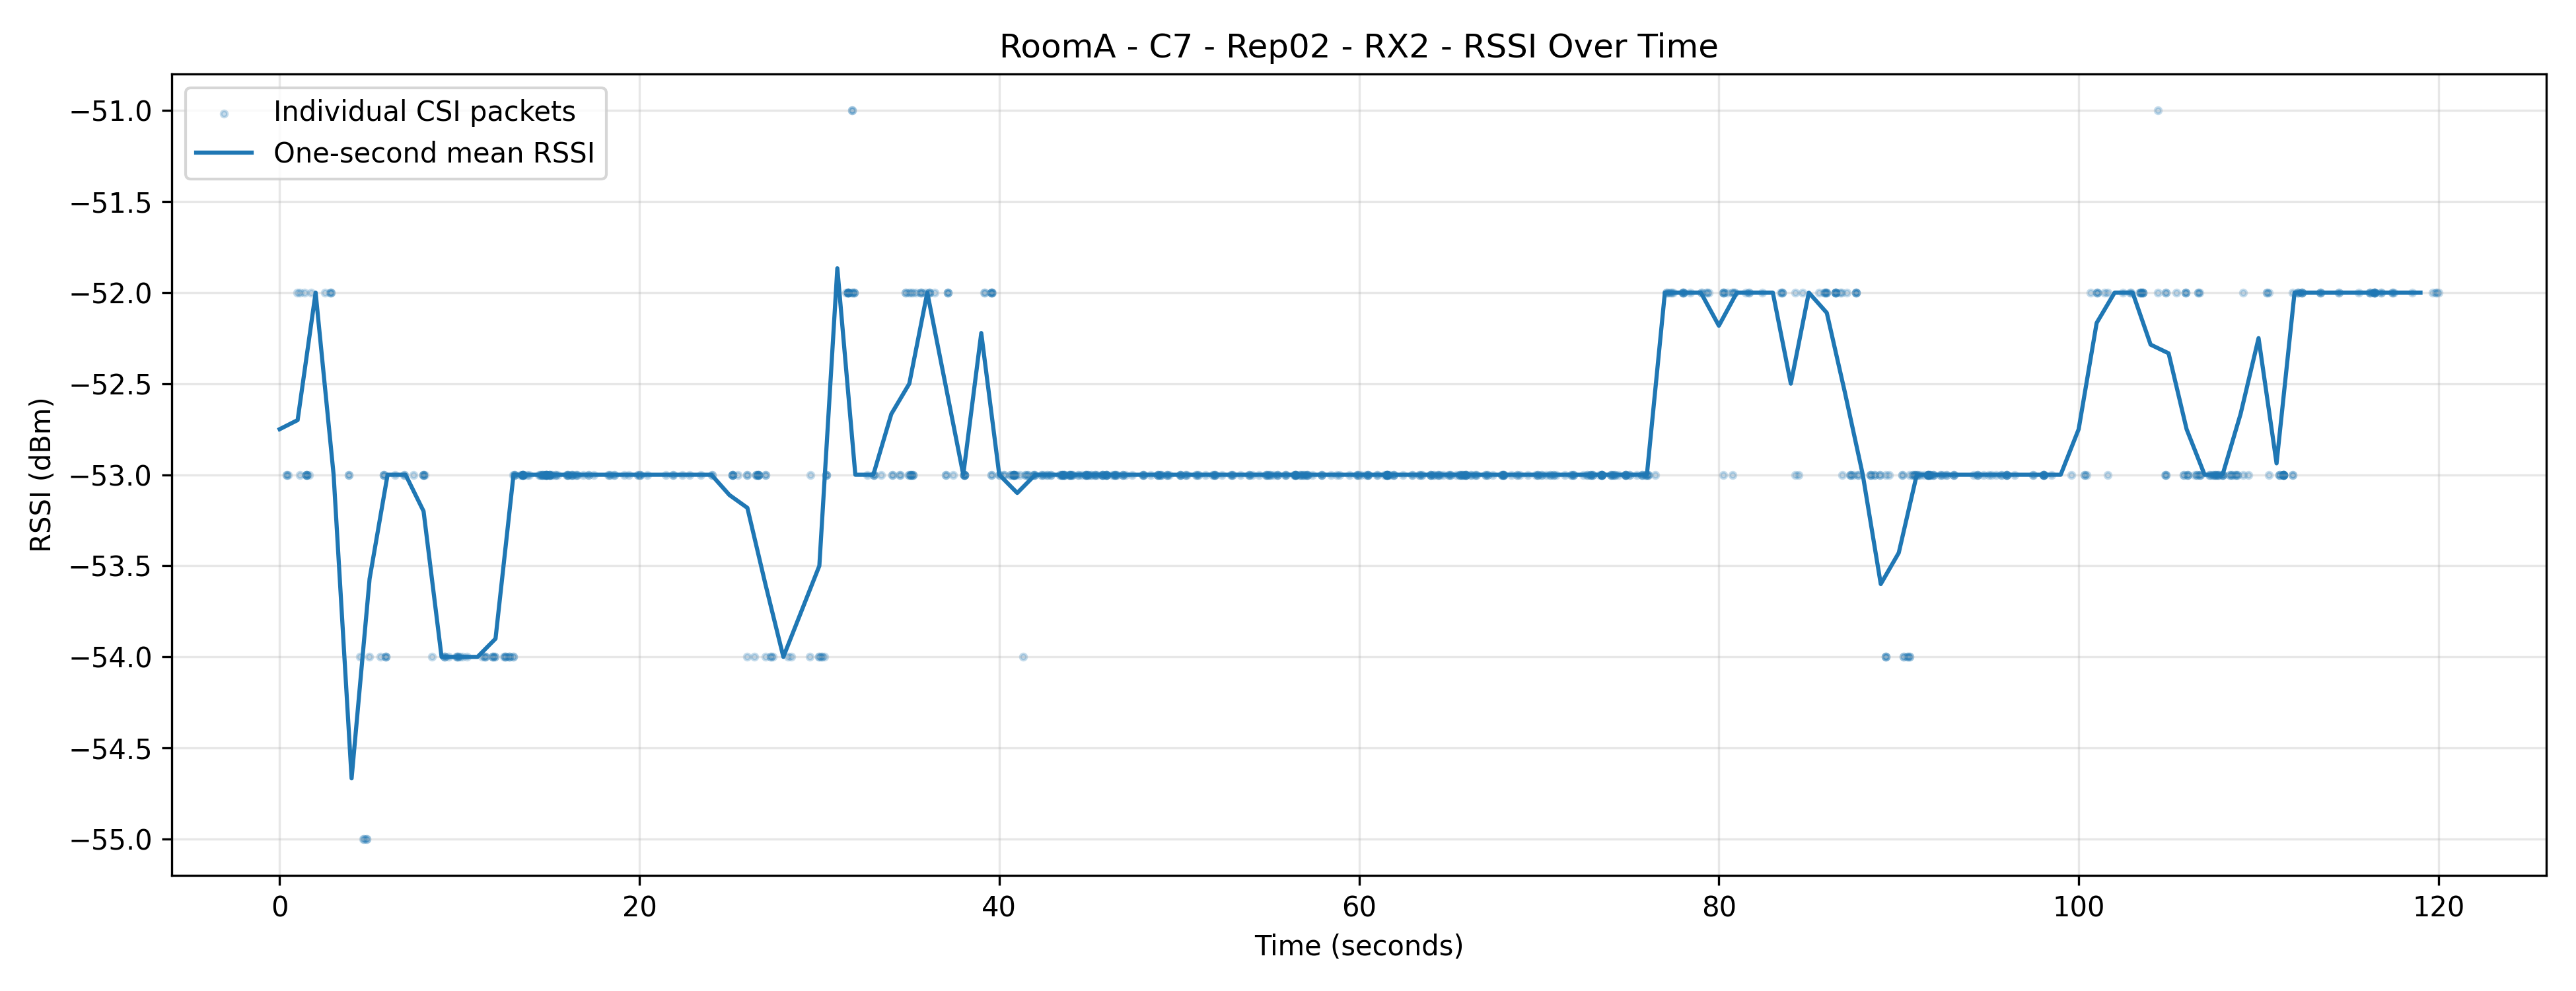 RoomA - C7 - Rep02 - RX2 - RSSI Over Time
Individual CSI packets
One-second mean RSSI
RSSI (dBm)
−51.0
−51.5
−52.0
−52.5
−53.0
−53.5
−54.0
−54.5
−55.0
0 20 40 60 80 100 120
Time (seconds)